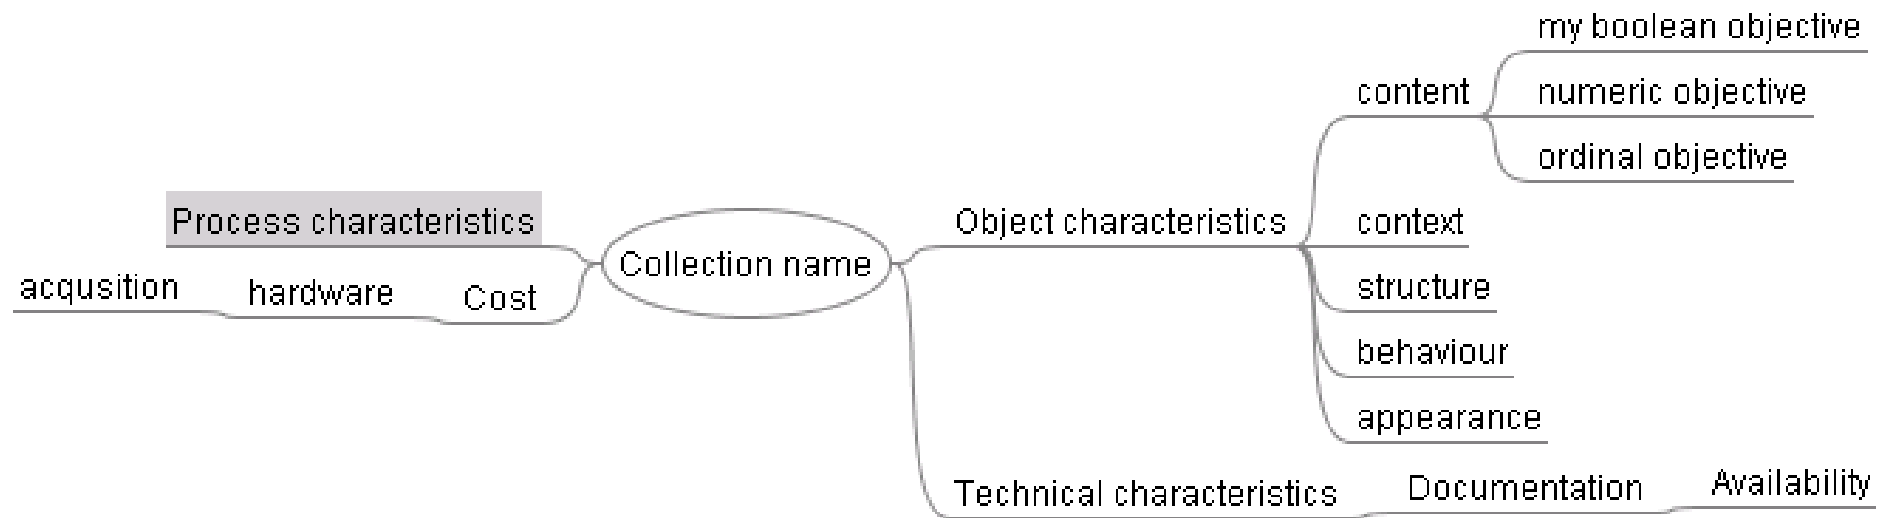 my boolean objective
content
numeric objective
ordinal objective
Process characteristics
Object characteristics
context
Collection name
acqusition
hardware
Cost
structure
behaviour
appearance
Technical characteristics
Documentation
Availability